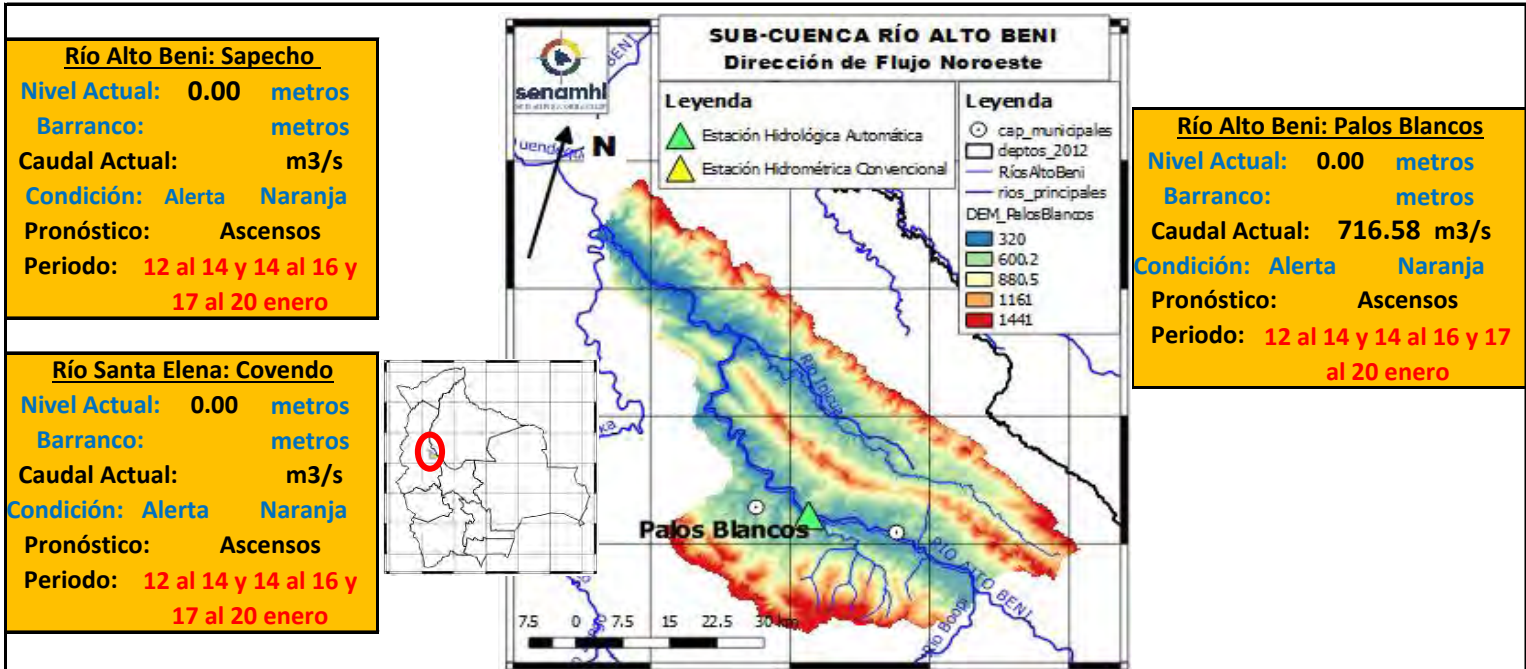 Río Alto Beni: Sapecho
Nivel Actual: 0.00 metros
Barranco: metros
Caudal Actual: m3/s
Condición: Alerta Naranja
Pronóstico: Ascensos
Periodo: 12 al 14 y 14 al 16 y
17 al 20 enero
Río Santa Elena: Covendo
Nivel Actual: 0.00 metros
Barranco: metros
Caudal Actual: m3/s
Condición: Alerta Naranja
Pronóstico: Ascensos
Periodo: 12 al 14 y 14 al 16 y
17 al 20 enero
senamhi
SUB-CUENCA RÍO ALTO BENI
Dirección de Flujo Noroeste
BENI
N
Leyenda
Estación Hidrológica Automática
Estación Hidrométrica Convencional
Leyenda
cap_municipales
deptos_2012
RíosAltoBeni
rios_principales
DEM_PalosBlancos
320
600.2
880.5
1161
1441
Río Inicua
Palos Blancos
RÍO ALTO BENI
Río Boopi
7.5 0 7.5 15 22.5 30 km
Río Alto Beni: Palos Blancos
Nivel Actual: 0.00 metros
Barranco: metros
Caudal Actual: 716.58 m3/s
Condición: Alerta Naranja
Pronóstico: Ascensos
Periodo: 12 al 14 y 14 al 16 y 17
al 20 enero